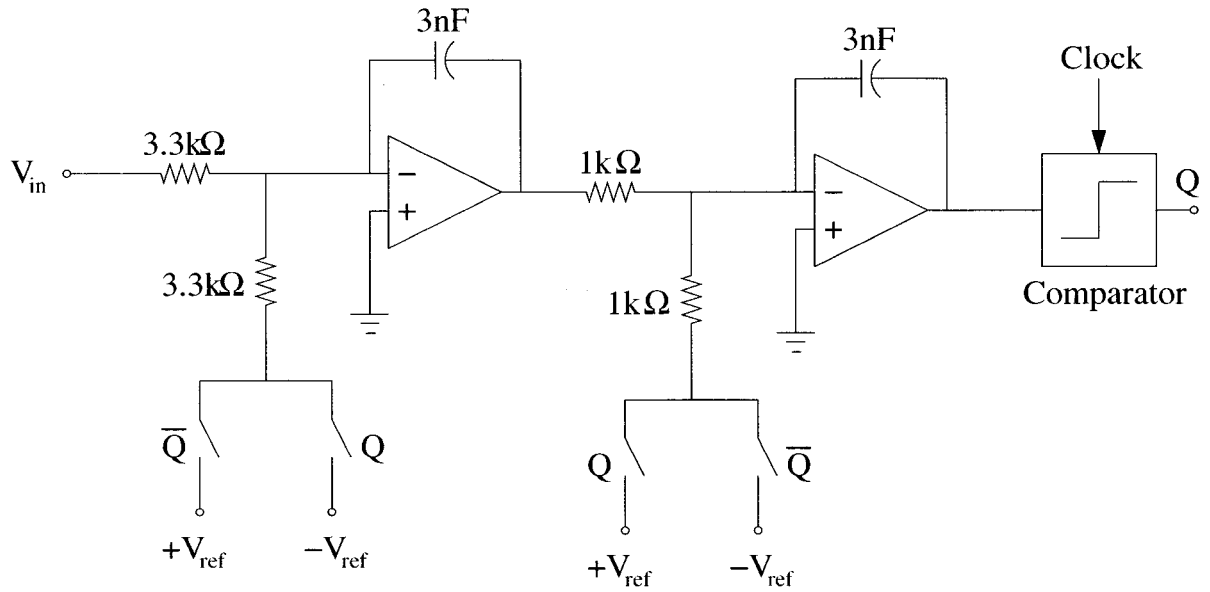 3nF
3nF
Clock
3.3kΩ
1kΩ
V_in
−
+
−
+
Q
3.3kΩ
1kΩ
Comparator
Q̅
Q
Q
Q̅
+V_ref
−V_ref
+V_ref
−V_ref